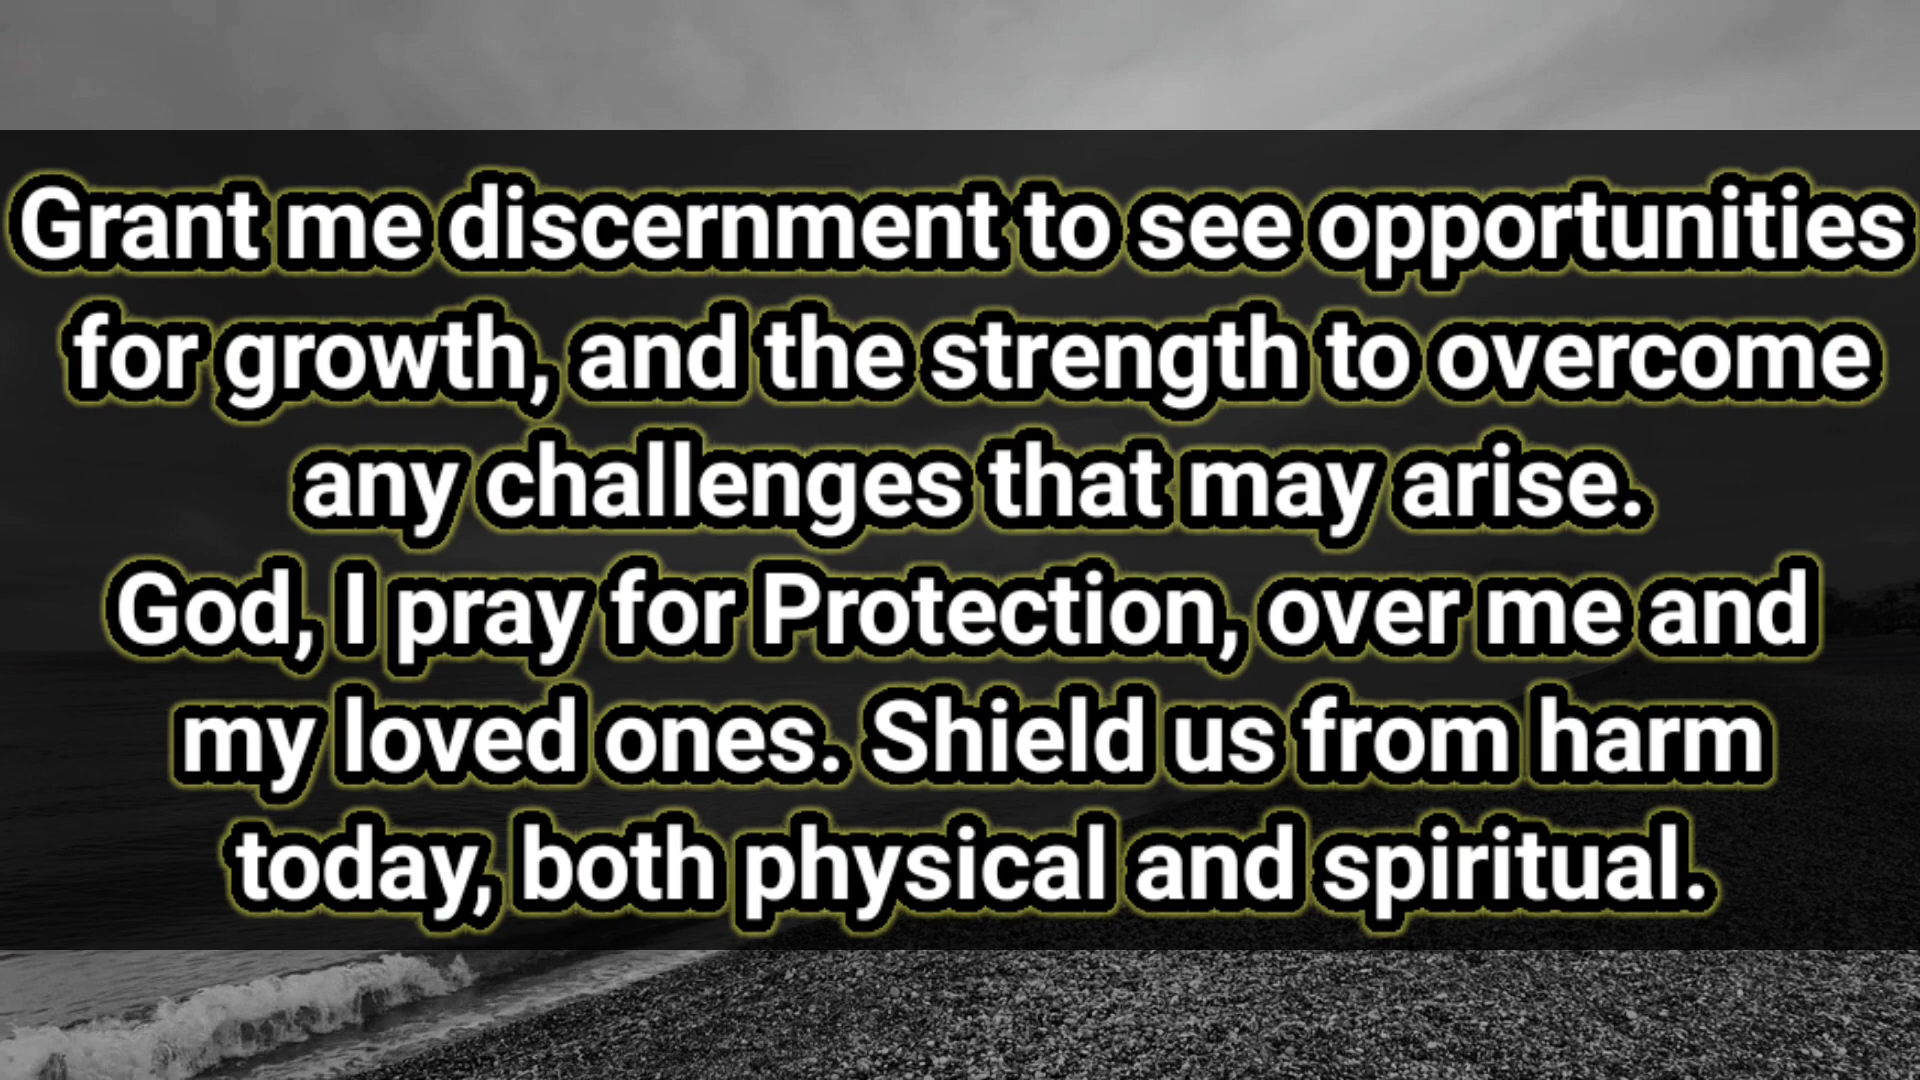 Grant me discernment to see opportunities
for growth, and the strength to overcome
any challenges that may arise.
God, I pray for Protection, over me and
my loved ones. Shield us from harm
today, both physical and spiritual.